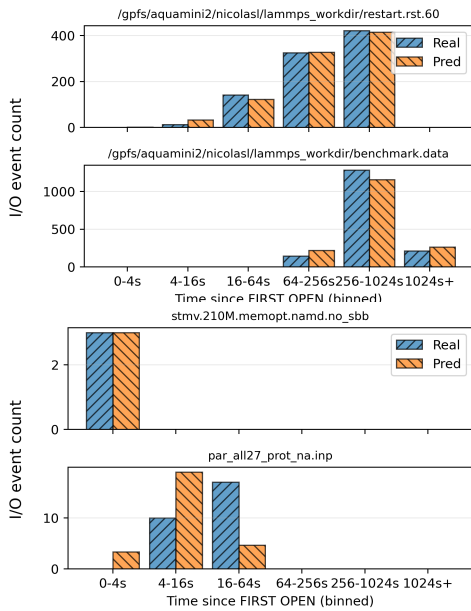 /gpfs/aquamini2/nicolasl/lammps_workdir/restart.rst.60
400
200
0
Real
Pred
I/O event count
/gpfs/aquamini2/nicolasl/lammps_workdir/benchmark.data
1000
500
0
0-4s 4-16s 16-64s 64-256s 256-1024s 1024s+
Time since FIRST OPEN (binned)
stmv.210M.memopt.namd.no_sbb
2
0
Real
Pred
I/O event count
par_all27_prot_na.inp
10
0
0-4s 4-16s 16-64s 64-256s 256-1024s 1024s+
Time since FIRST OPEN (binned)